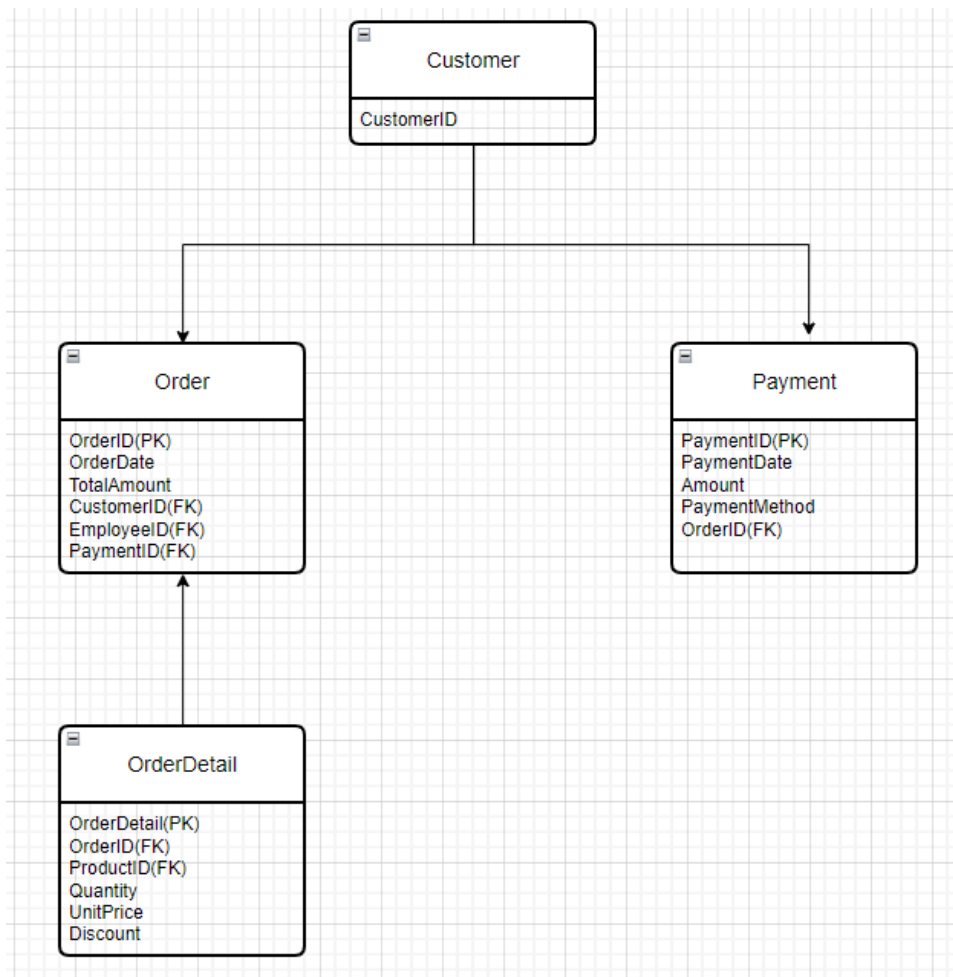 Customer
CustomerID
Order
OrderID(PK)
OrderDate
TotalAmount
CustomerID(FK)
EmployeeID(FK)
PaymentID(FK)
Payment
PaymentID(PK)
PaymentDate
Amount
PaymentMethod
OrderID(FK)
OrderDetail
OrderDetail(PK)
OrderID(FK)
ProductID(FK)
Quantity
UnitPrice
Discount